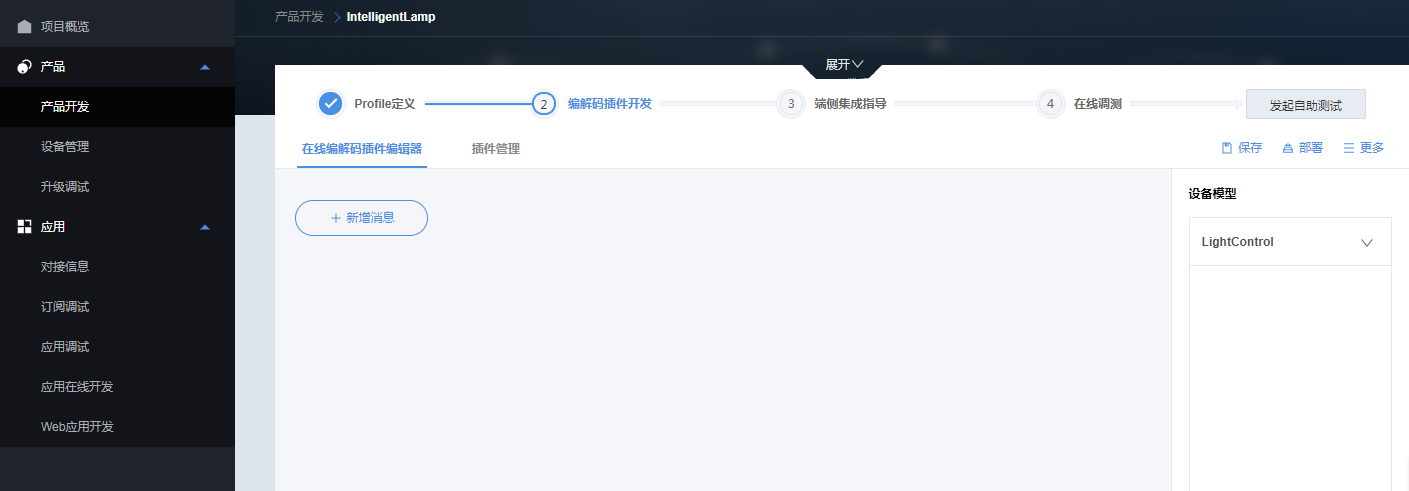 项目概览
产品
产品开发
设备管理
升级调试
应用
对接信息
订阅调试
应用调试
应用在线开发
Web应用开发
产品开发 > IntelligentLamp
展开
Profile定义
2 编解码插件开发
3 端侧集成指导
4 在线调测
发起自助测试
在线编解码插件编辑器 插件管理
保存 部署 更多
+ 新增消息
设备模型
LightControl